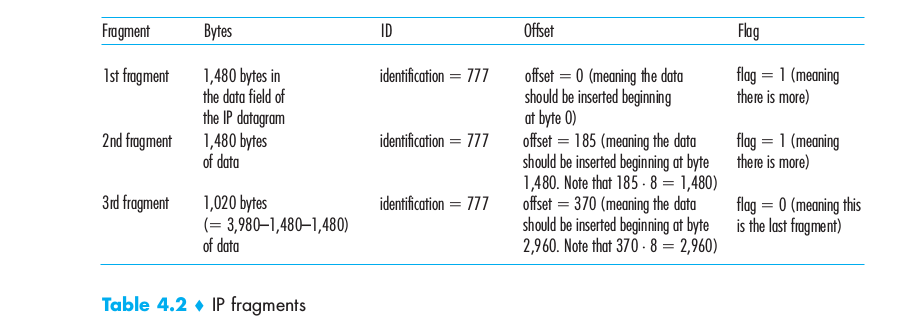 Fragment Bytes ID Offset Flag
1st fragment 1,480 bytes in identification = 777 offset = 0 (meaning the data flag = 1 (meaning
the data field of should be inserted beginning there is more)
the IP datagram at byte 0)
2nd fragment 1,480 bytes identification = 777 offset = 185 (meaning the data flag = 1 (meaning
of data should be inserted beginning at byte there is more)
1,480. Note that 185 · 8 = 1,480)
3rd fragment 1,020 bytes identification = 777 offset = 370 (meaning the data flag = 0 (meaning this
(= 3,980–1,480–1,480) should be inserted beginning at byte is the last fragment)
of data 2,960. Note that 370 · 8 = 2,960)
Table 4.2 ♦ IP fragments